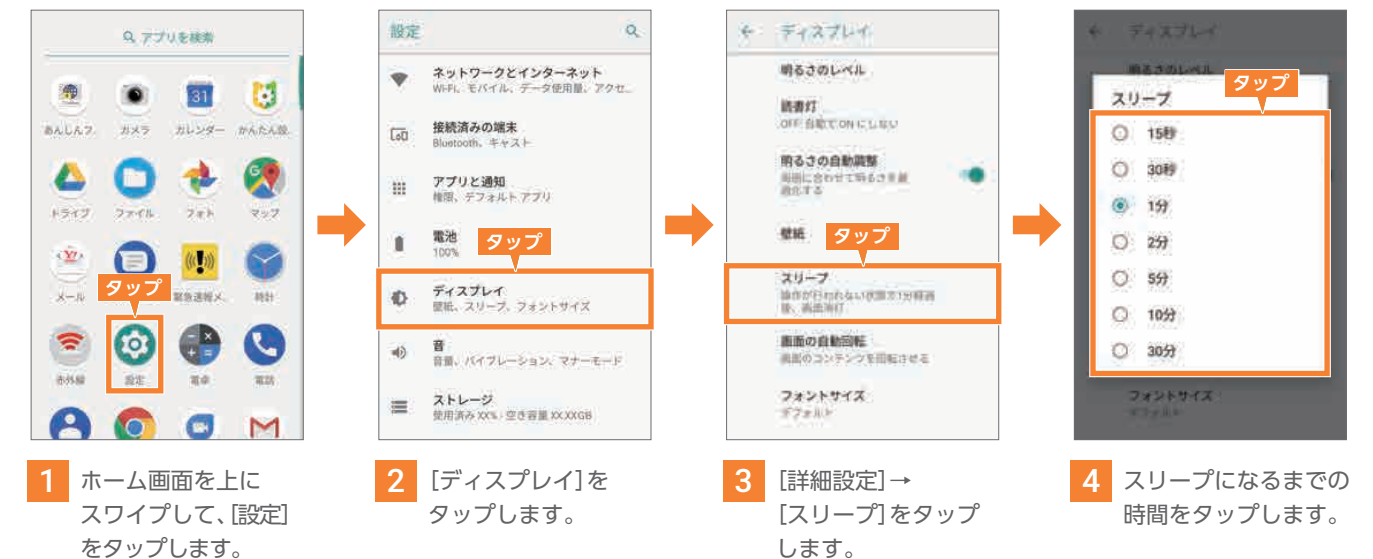 アプリを検索
31
あんしんフ.
カメラ
カレンダー
かんたん設.
ドライブ
ファイル
フォト
マップ
Y!
タップ
メール
緊急速報メ.
時計
赤外線
設定
電卓
電話
設定
ネットワークとインターネット
Wi-Fi、モバイル、データ使用量、アクセ...
接続済みの端末
Bluetooth、キャスト
アプリと通知
権限、デフォルト アプリ
電池
100%
タップ
ディスプレイ
壁紙、スリープ、フォントサイズ
音
音量、バイブレーション、マナーモード
ストレージ
使用済み XX% - 空き容量 XX.XXGB
ディスプレイ
明るさのレベル
読書灯
OFF: 自動で ON にしない
明るさの自動調整
画面に合わせて明るさを最
適化する
壁紙
タップ
スリープ
操作が行われない状態で1分経過
後、画面消灯
画面の自動回転
画面のコンテンツを回転させる
フォントサイズ
デフォルト
ディスプレイ
明るさのレベル
タップ
スリープ
15秒
30秒
1分
2分
5分
10分
30分
フォントサイズ
デフォルト
1 ホーム画面を上に
スワイプして、[設定]
をタップします。
2 [ディスプレイ]を
タップします。
3 [詳細設定]→
[スリープ]をタップ
します。
4 スリープになるまでの
時間をタップします。